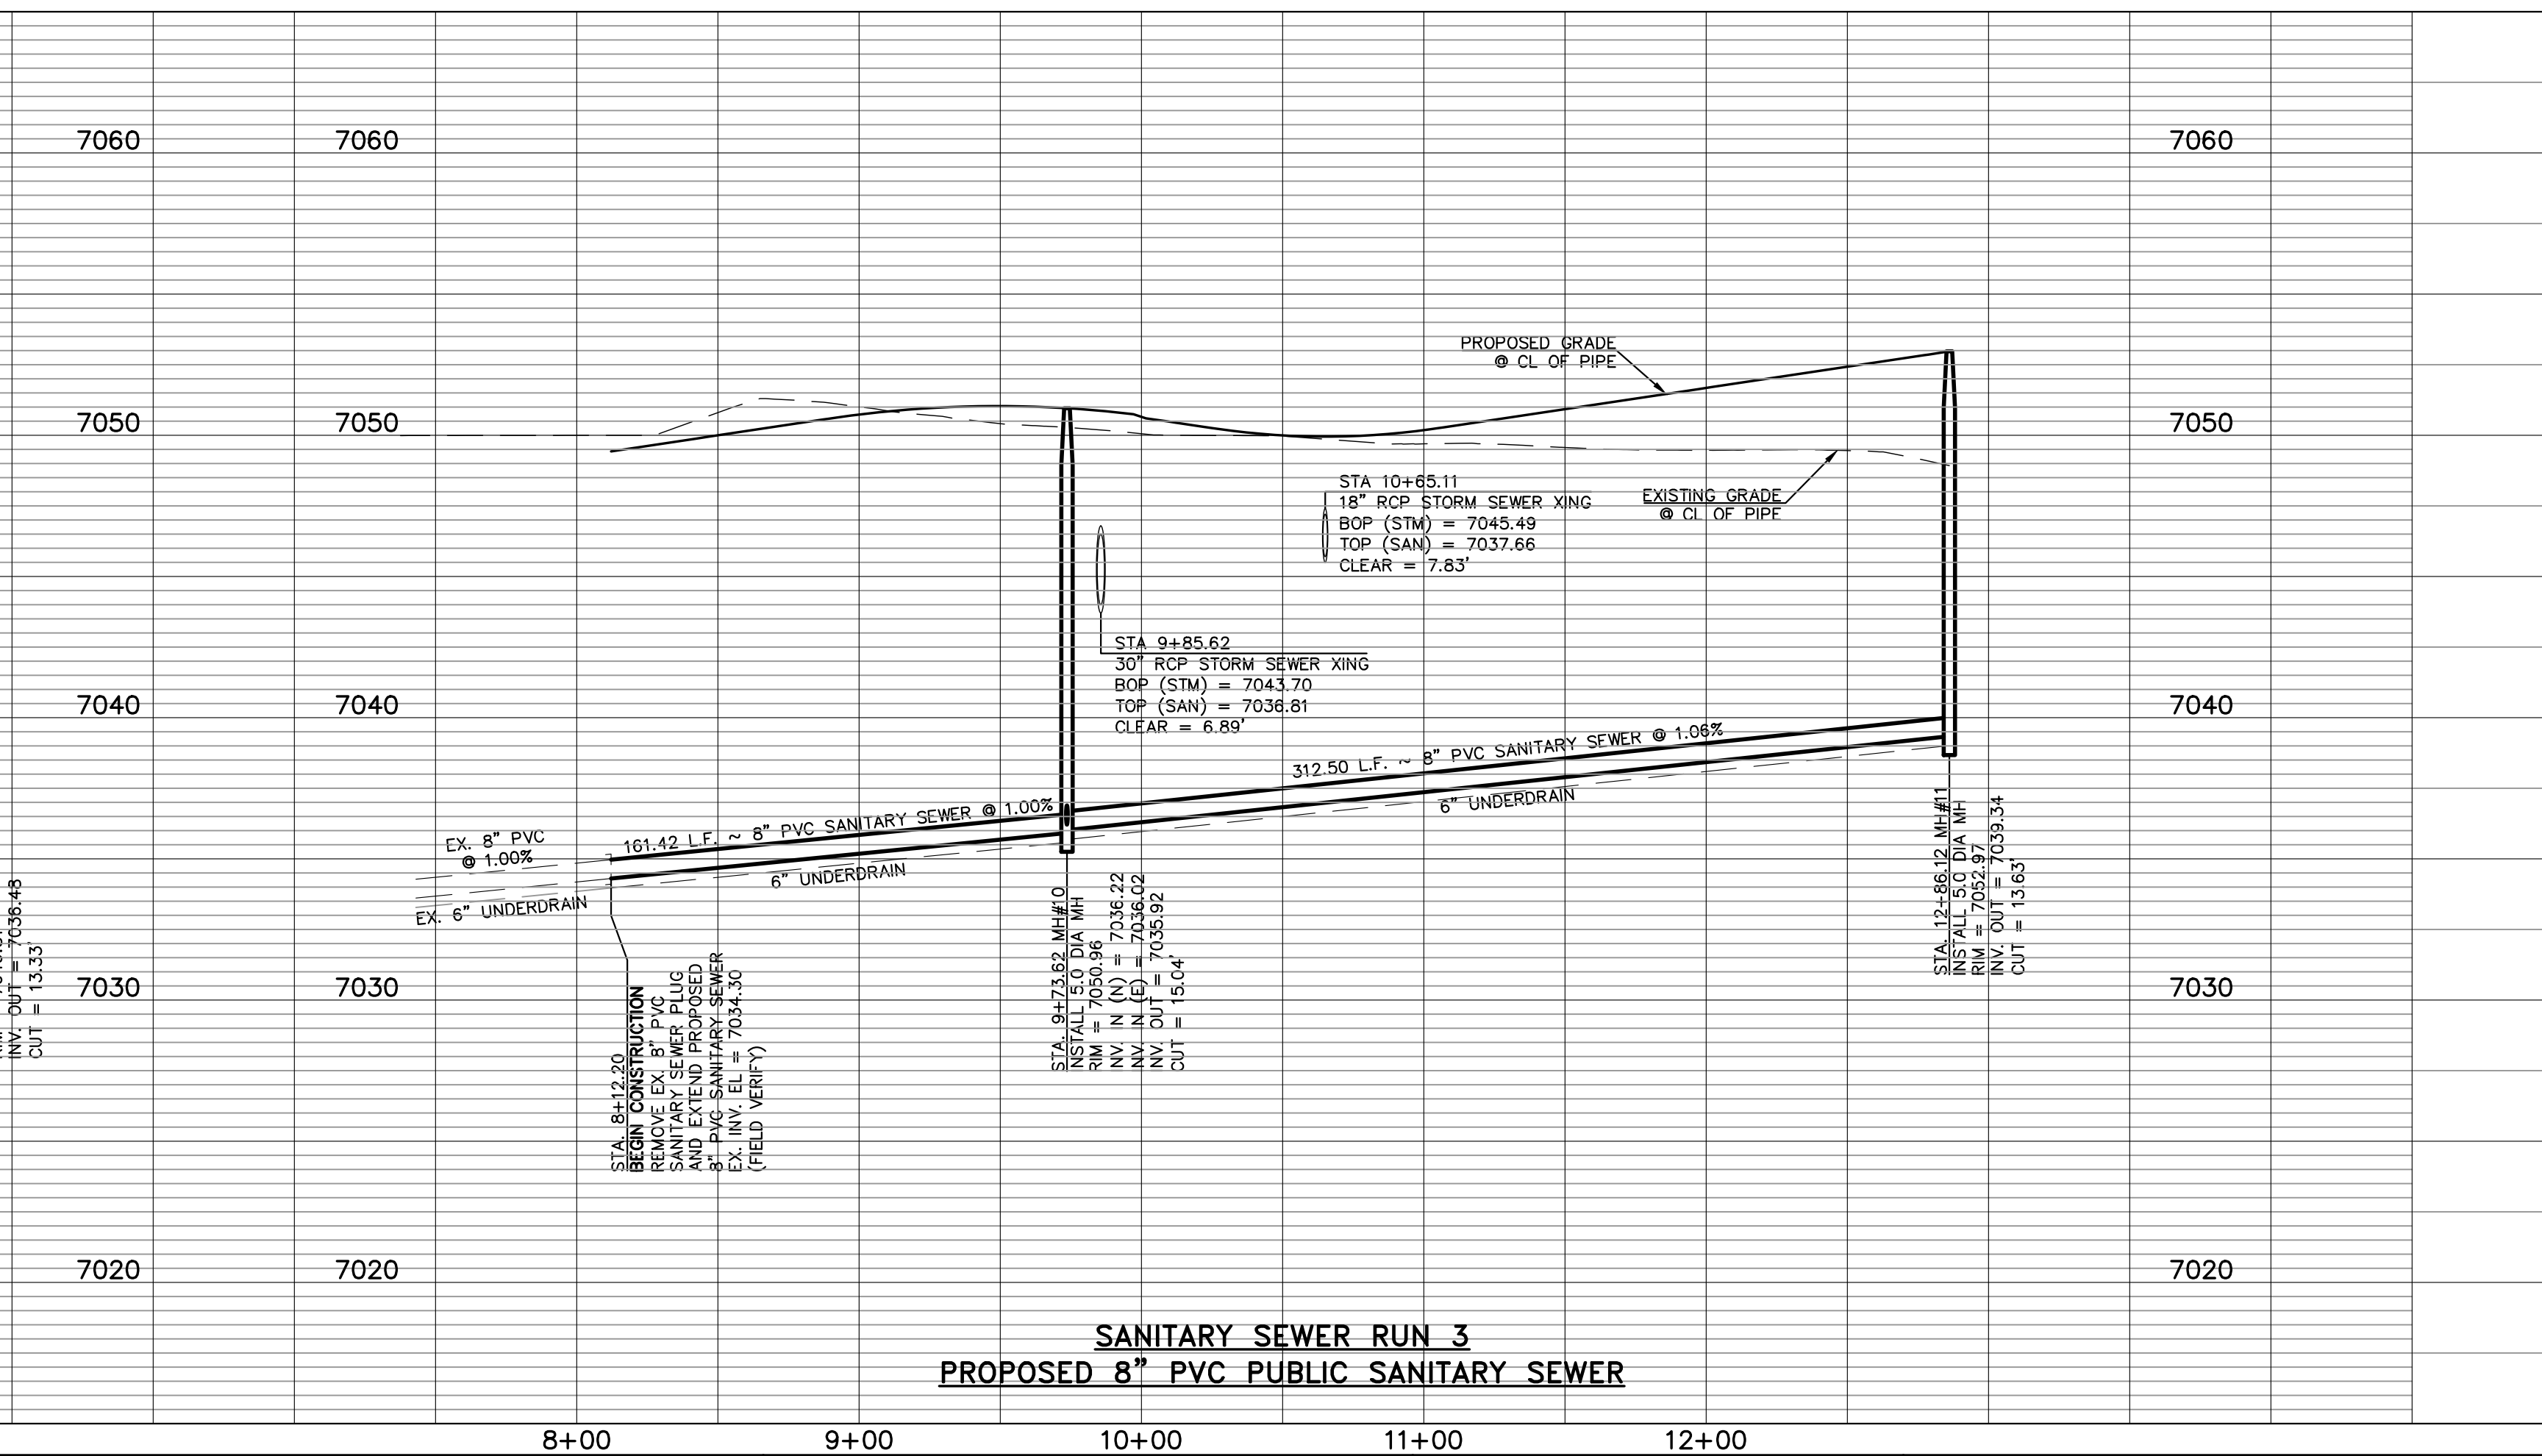 7060
7060
7060
7050
7050
7040
7040
7040
7030
7030
7030
7020
7020
7020
INV. OUT = 7036.48
CUT = 13.33'
PROPOSED GRADE
@ CL OF PIPE
EXISTING GRADE
@ CL OF PIPE
STA 10+65.11
18" RCP STORM SEWER XING
BOP (STM) = 7045.49
TOP (SAN) = 7037.66
CLEAR = 7.83'
STA 9+85.62
30" RCP STORM SEWER XING
BOP (STM) = 7043.70
TOP (SAN) = 7036.81
CLEAR = 6.89'
EX. 8" PVC
@ 1.00%
EX. 6" UNDERDRAIN
161.42 L.F. ~ 8" PVC SANITARY SEWER @ 1.00%
6" UNDERDRAIN
312.50 L.F. ~ 8" PVC SANITARY SEWER @ 1.06%
6" UNDERDRAIN
STA. 8+12.20
BEGIN CONSTRUCTION
REMOVE EX. 8" PVC
SANITARY SEWER PLUG
AND EXTEND PROPOSED
8" PVC SANITARY SEWER
EX. INV. EL = 7034.30
(FIELD VERIFY)
STA. 9+73.62 MH#10
INSTALL 5.0 DIA MH
RIM = 7050.96
INV. IN (N) = 7036.22
INV. IN (E) = 7036.02
INV. OUT = 7035.92
CUT = 15.04'
STA. 12+86.12 MH#11
INSTALL 5.0 DIA MH
RIM = 7052.97
INV. OUT = 7039.34
CUT = 13.63'
SANITARY SEWER RUN 3
PROPOSED 8" PVC PUBLIC SANITARY SEWER
8+00
9+00
10+00
11+00
12+00